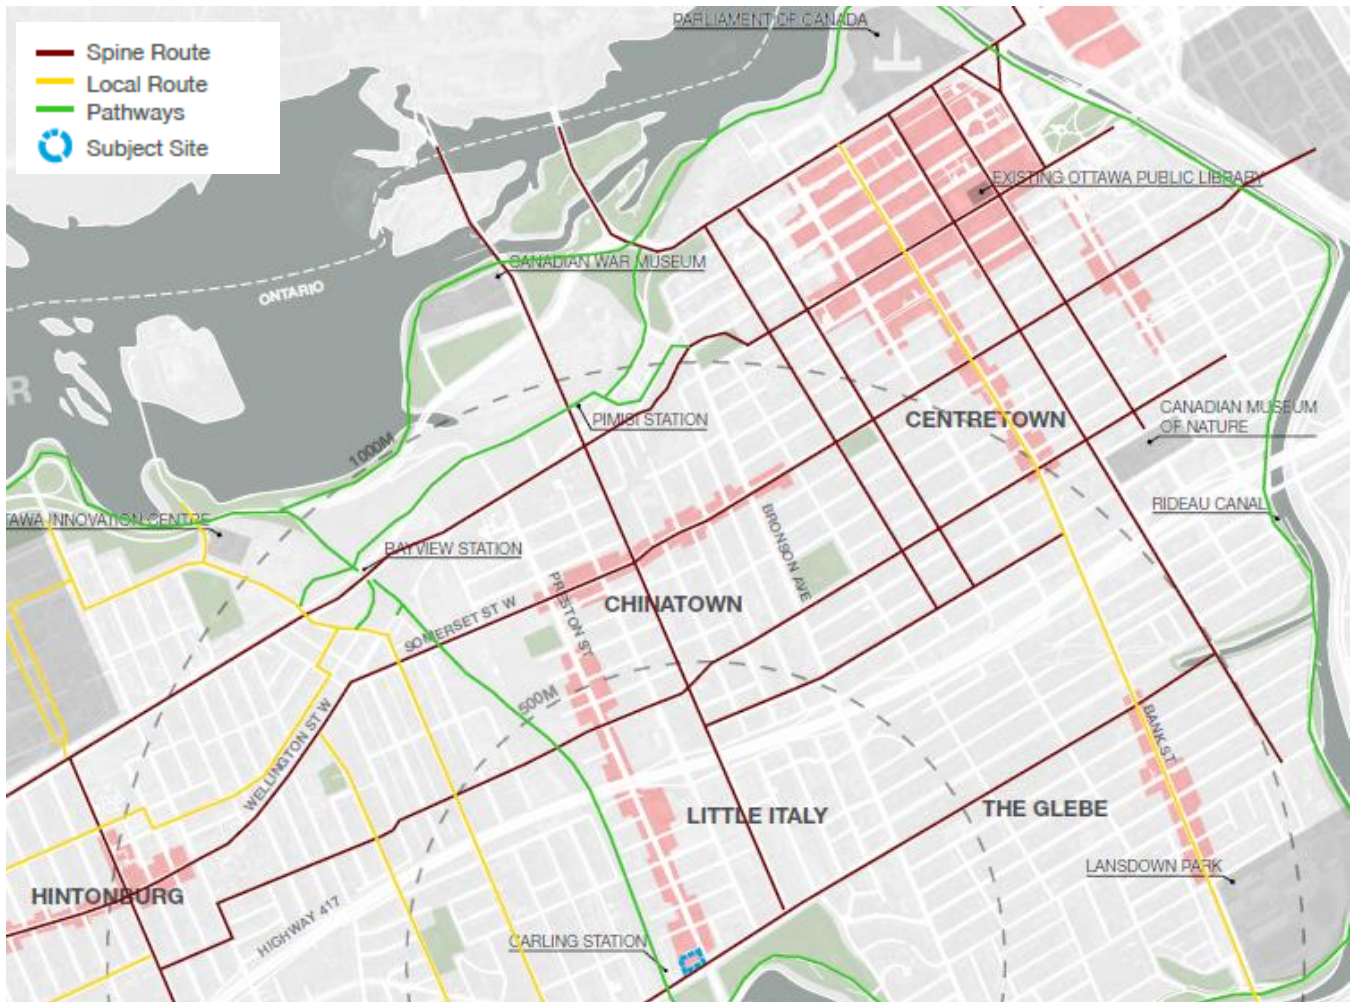 Spine Route
Local Route
Pathways
Subject Site
PARLIAMENT OF CANADA
EXISTING OTTAWA PUBLIC LIBRARY
CANADIAN WAR MUSEUM
ONTARIO
R
PIMISI STATION
1000M
CENTRETOWN
CANADIAN MUSEUM
OF NATURE
RIDEAU CANAL
TAWA INNOVATION CENTRE
BAYVIEW STATION
BRONSON AVE
PRESTON ST
CHINATOWN
SOMERSET ST W
500M
WELLINGTON ST W
BANK ST
LITTLE ITALY
THE GLEBE
LANSDOWN PARK
HINTONBURG
HIGHWAY 417
CARLING STATION